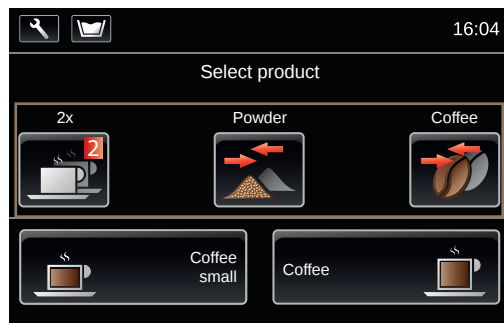 16:04
Select product
2x
Powder
Coffee
2
Coffee
small
Coffee